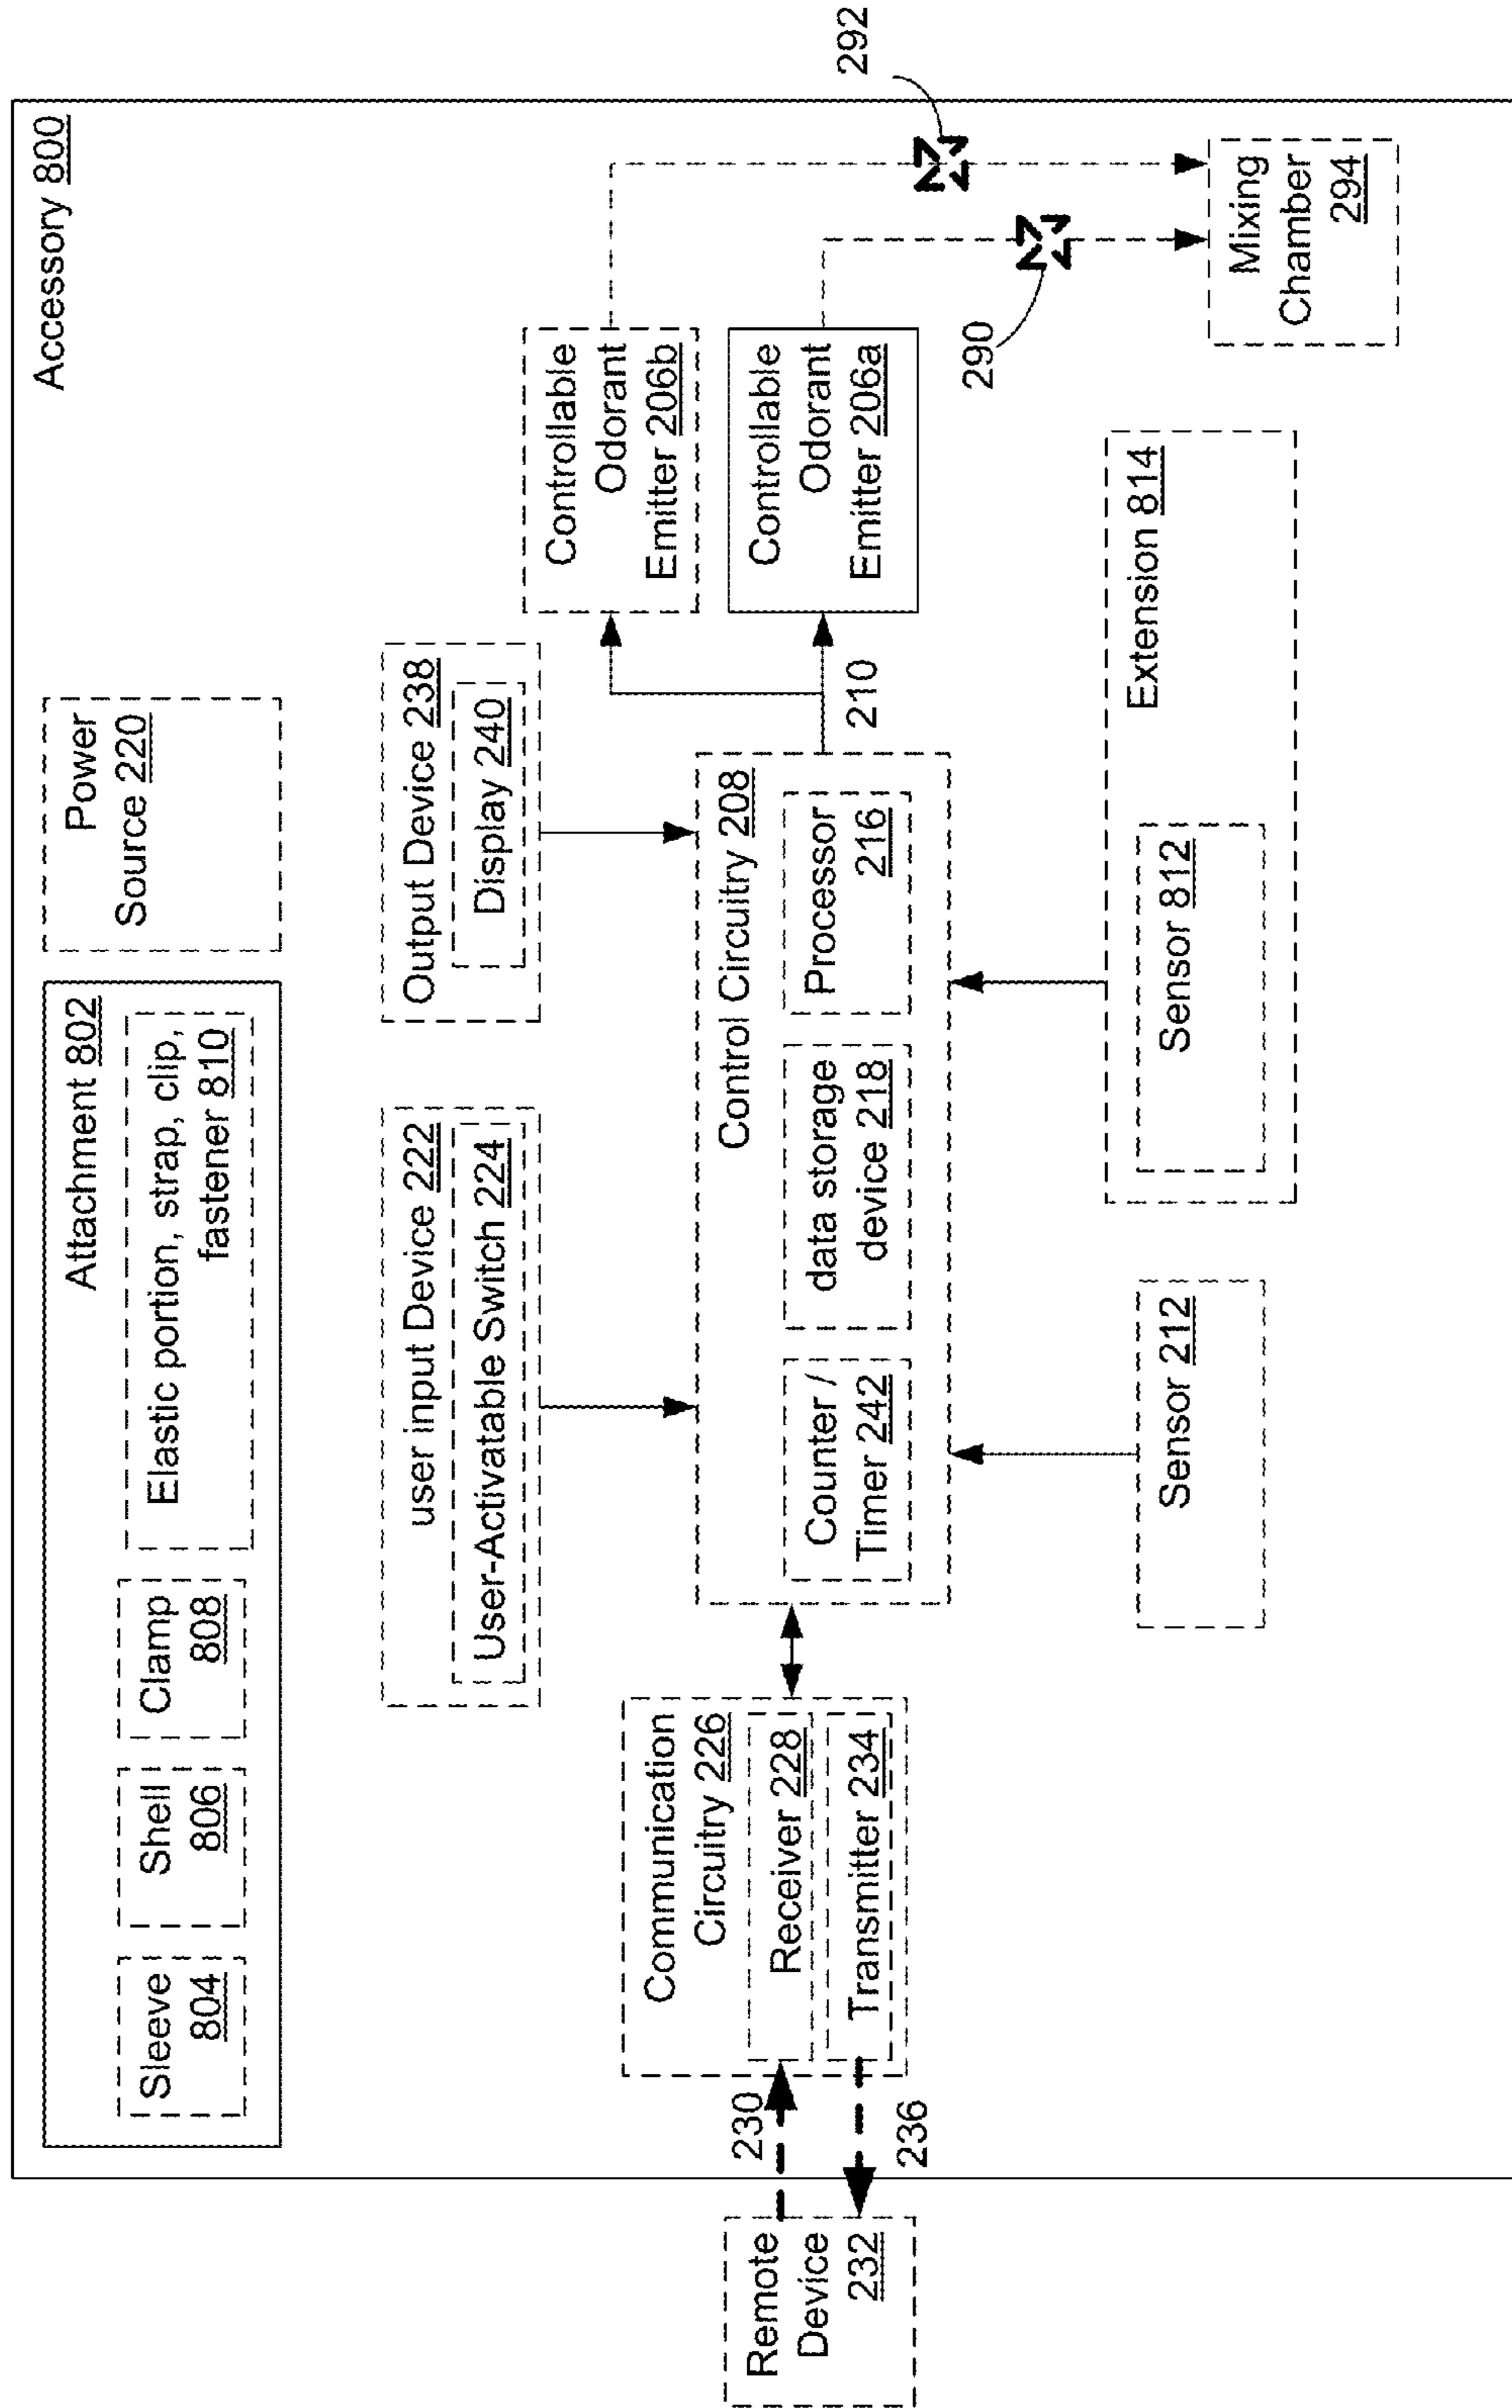 Accessory 800
Attachment 802
Sleeve
804
Shell
806
Clamp
808
Elastic portion, strap, clip,
fastener 810
Power
Source 220
user input Device 222
User-Activatable Switch 224
Output Device 238
Display 240
Remote
Device
232
230
236
Communication
Circuitry 226
Receiver 228
Transmitter 234
Control Circuitry 208
Counter /
Timer 242
data storage
device 218
Processor
216
210
Controllable
Odorant
Emitter 206b
Controllable
Odorant
Emitter 206a
292
290
Sensor 212
Extension 814
Sensor 812
Mixing
Chamber
294